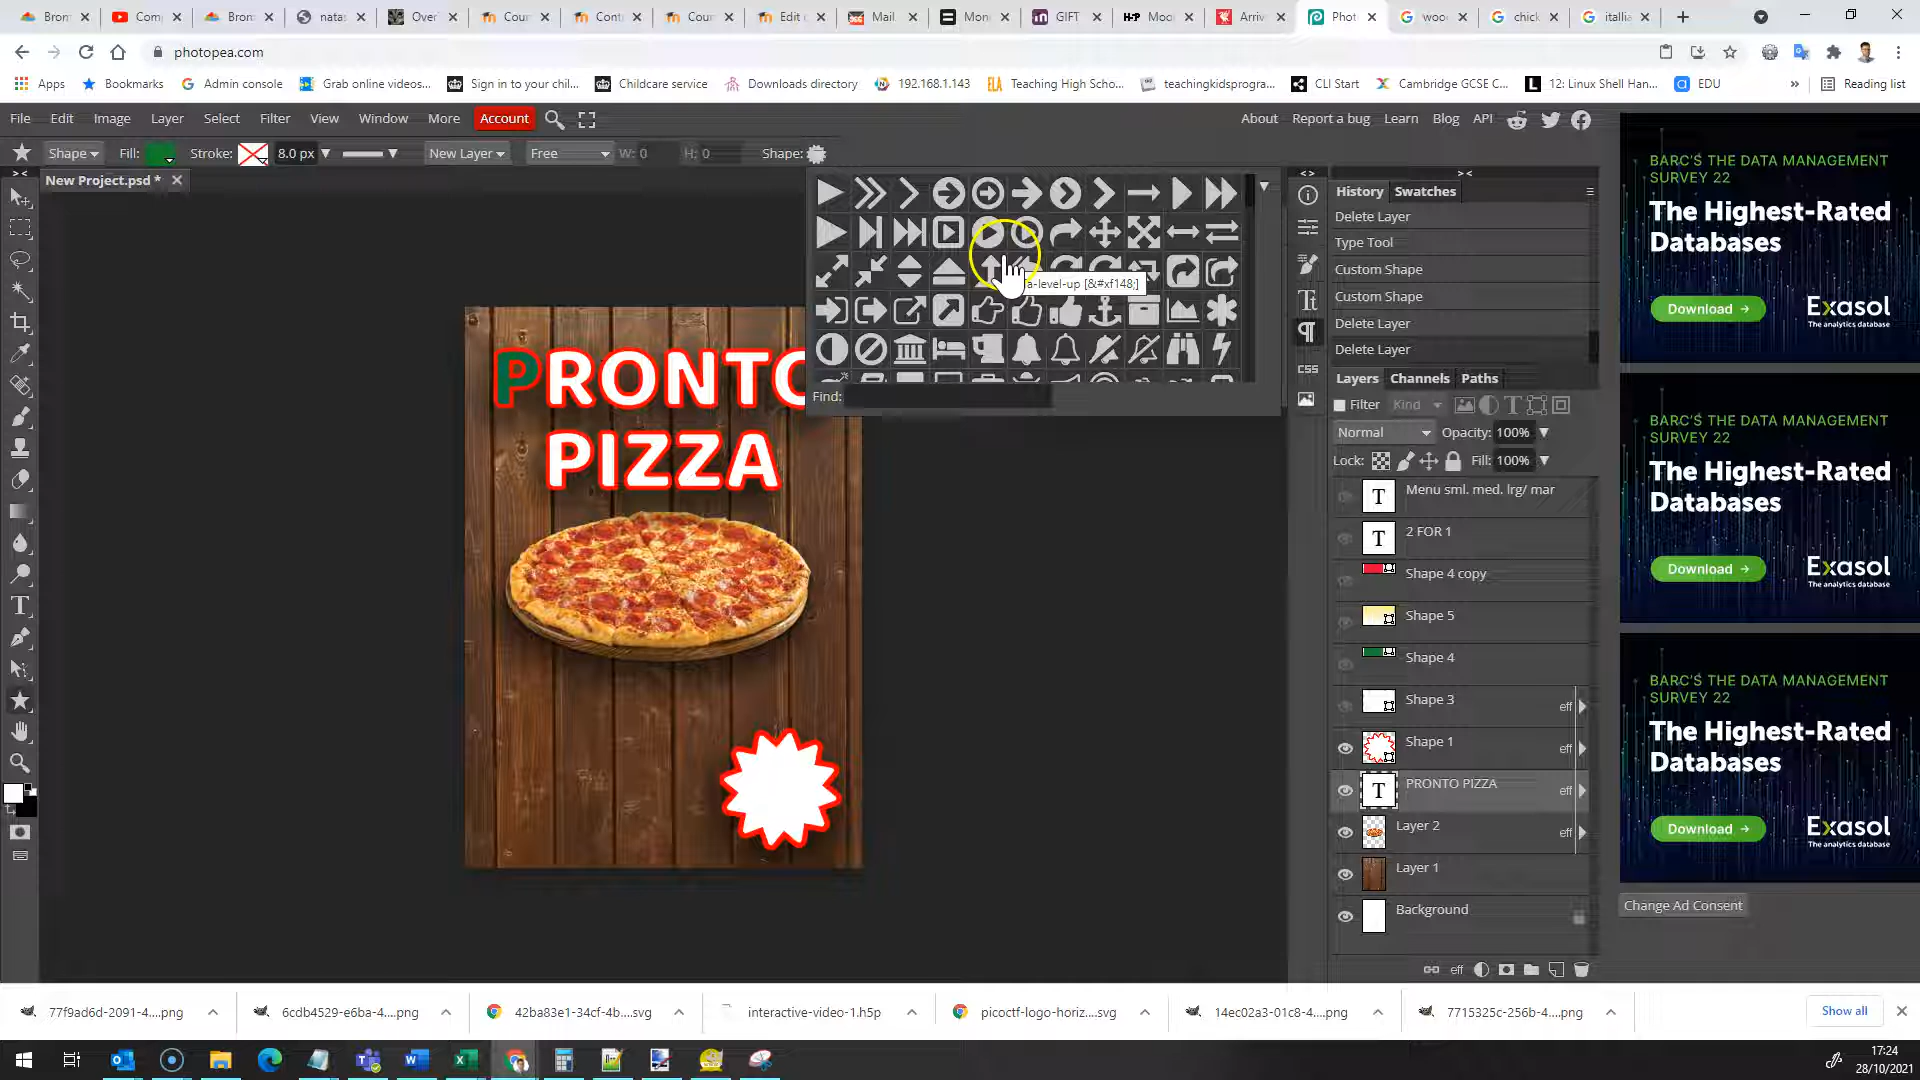 Bron
Com
Bron
natas
Over
Cour
Cont
Cour
Edit c
Mail
Mon
GIFT
Moo
Arriv
Phot
woo
chick
itallia
photopea.com
Apps
Bookmarks
Admin console
Grab online videos...
Sign in to your chil...
Childcare service
Downloads directory
192.168.1.143
Teaching High Scho...
teachingkidsprogra...
CLI Start
Cambridge GCSE C...
12: Linux Shell Han...
EDU
»
Reading list
File Edit Image Layer Select Filter View Window More Account
About Report a bug Learn Blog API
Shape Fill: Stroke: 8.0 px New Layer Free W: 0 H: 0 Shape:
New Project.psd *
a-level-up [&#xf148;]
Find:
PRONTO
PIZZA
History Swatches
Delete Layer
Type Tool
Custom Shape
Custom Shape
Delete Layer
Delete Layer
CSS
Layers Channels Paths
Filter Kind
Normal Opacity: 100%
Lock: Fill: 100%
Menu sml. med. lrg/ mar
2 FOR 1
Shape 4 copy
Shape 5
Shape 4
Shape 3 eff
Shape 1 eff
PRONTO PIZZA eff
Layer 2 eff
Layer 1
Background
eff
BARC'S THE DATA MANAGEMENT
SURVEY 22
The Highest-Rated
Databases
Download → Exasol
The analytics database
BARC'S THE DATA MANAGEMENT
SURVEY 22
The Highest-Rated
Databases
Download → Exasol
The analytics database
BARC'S THE DATA MANAGEMENT
SURVEY 22
The Highest-Rated
Databases
Download → Exasol
The analytics database
Change Ad Consent
77f9ad6d-2091-4....png
6cdb4529-e6ba-4....png
42ba83e1-34cf-4b....svg
interactive-video-1.h5p
picoctf-logo-horiz....svg
14ec02a3-01c8-4....png
7715325c-256b-4....png
Show all
17:24
28/10/2021